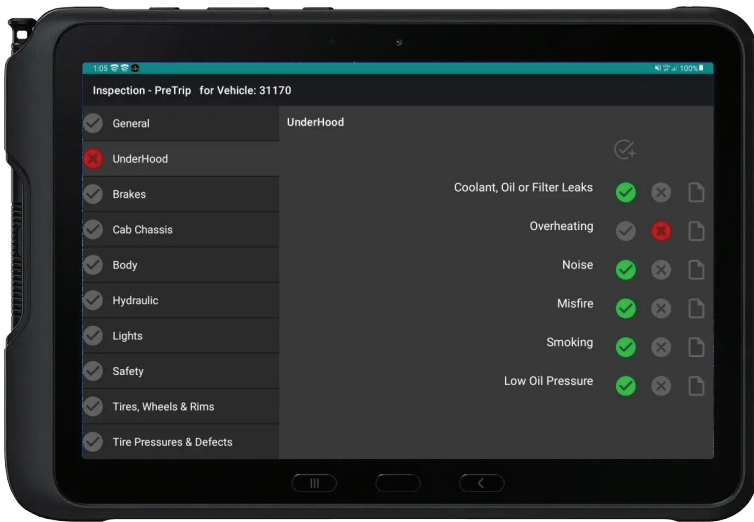 1:05
100%
Inspection - PreTrip for Vehicle: 31170
General
UnderHood
Brakes
Cab Chassis
Body
Hydraulic
Lights
Safety
Tires, Wheels & Rims
Tire Pressures & Defects
UnderHood
Coolant, Oil or Filter Leaks
Overheating
Noise
Misfire
Smoking
Low Oil Pressure